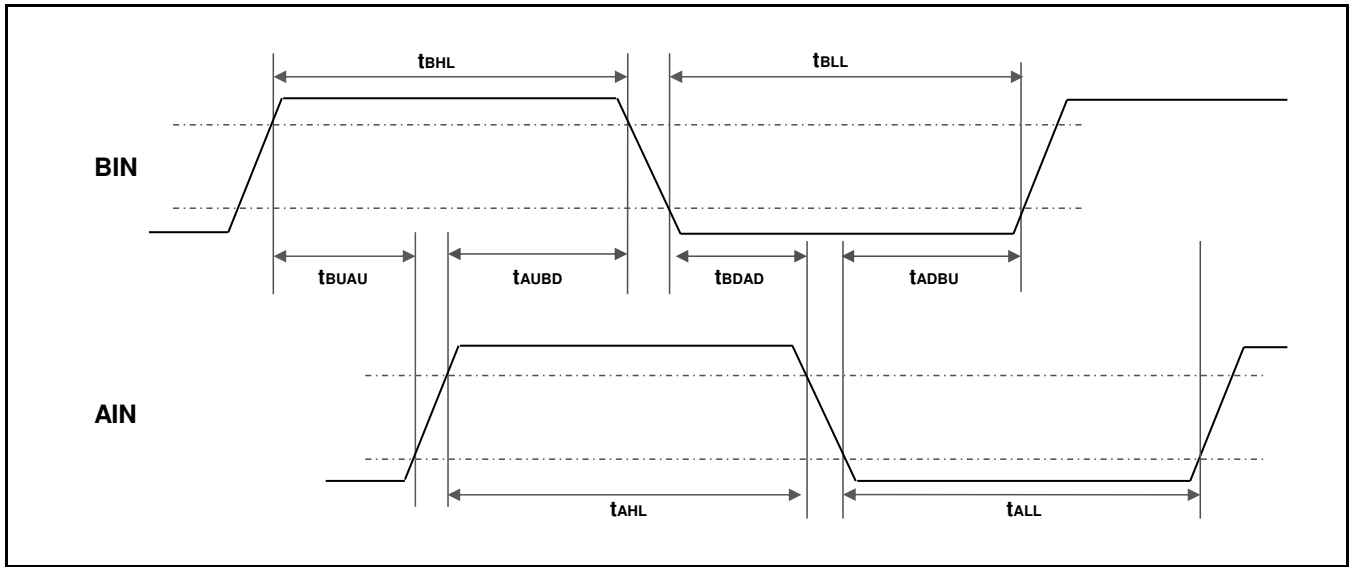 tBHL
tBLL
BIN
tBUAU
tAUBD
tBDAD
tADBU
AIN
tAHL
tALL